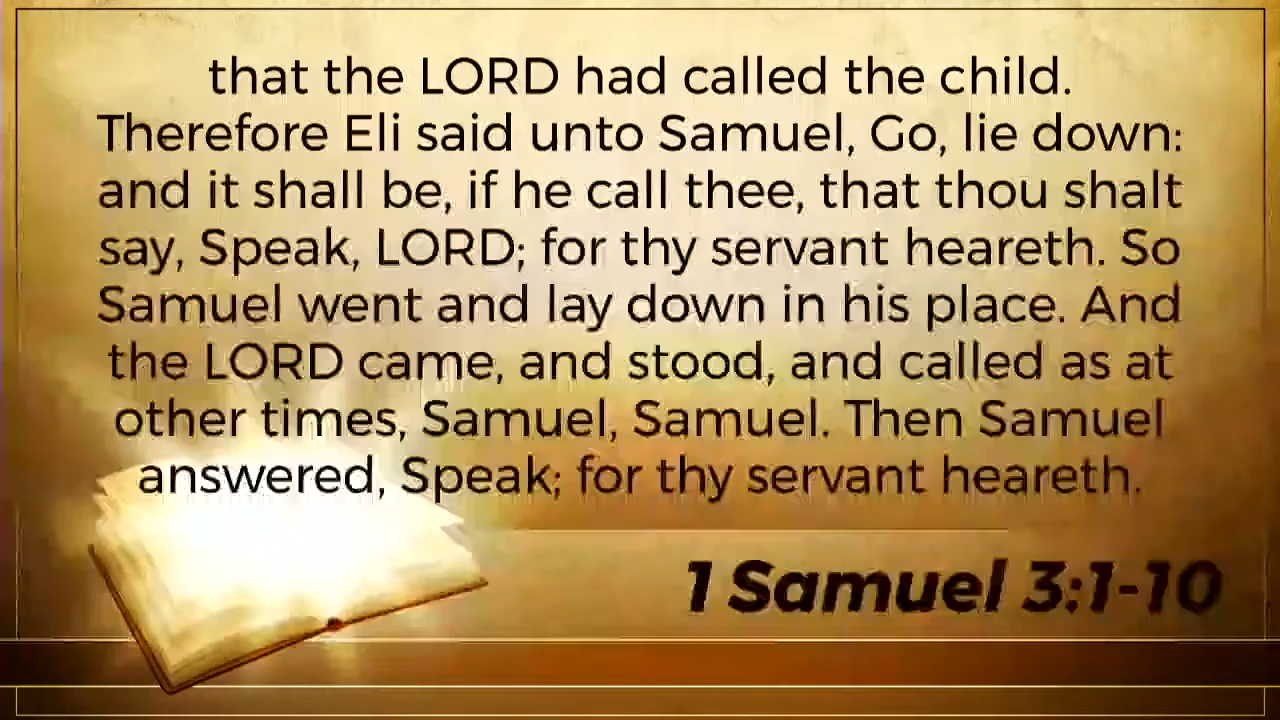 that the LORD had called the child.
Therefore Eli said unto Samuel, Go, lie down:
and it shall be, if he call thee, that thou shalt
say, Speak, LORD; for thy servant heareth. So
Samuel went and lay down in his place. And
the LORD came, and stood, and called as at
other times, Samuel, Samuel. Then Samuel
answered, Speak; for thy servant heareth.
1 Samuel 3:1-10